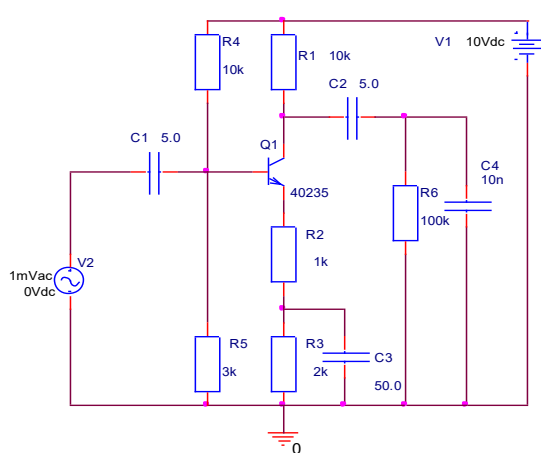 R4
10k
R1 10k
V1 10Vdc
C2 5.0
C1 5.0
Q1
40235
C4
10n
R6
100k
R2
1k
V2
1mVac
0Vdc
R5
3k
R3
2k
C3
50.0
0